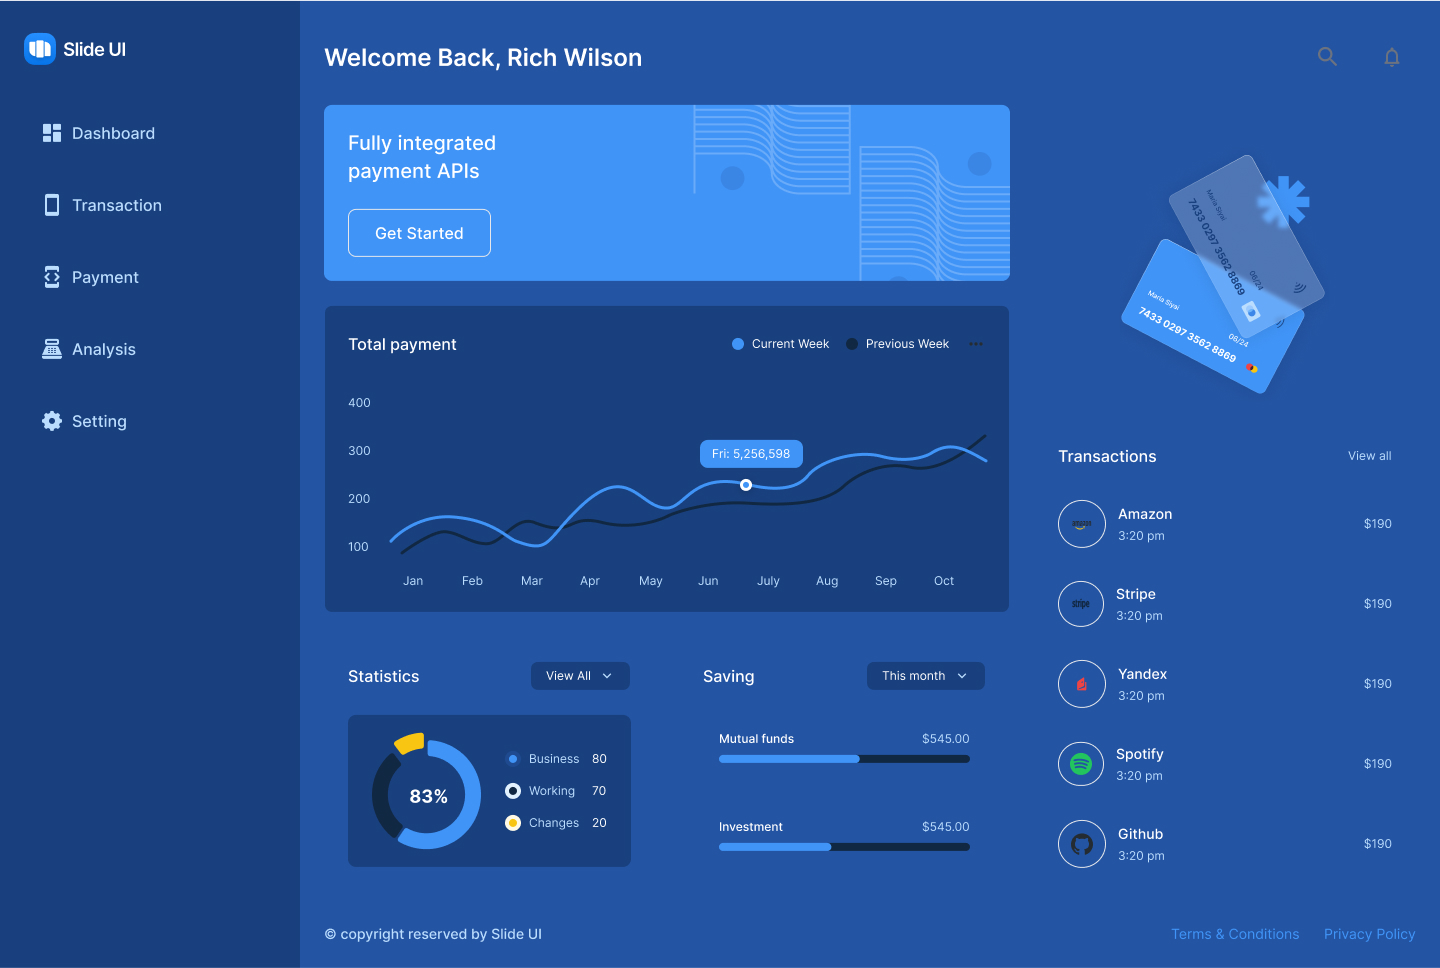 Slide UI
Dashboard
Transaction
Payment
Analysis
Setting
Welcome Back, Rich Wilson
Fully integrated
payment APIs
Get Started
Total payment
Current Week
Previous Week
400
300
200
100
Fri: 5,256,598
Jan Feb Mar Apr May Jun July Aug Sep Oct
Statistics
View All
83%
Business 80
Working 70
Changes 20
Saving
This month
Mutual funds $545.00
Investment $545.00
Maria Siyai
7433 0297 3562 8869
06/24
Maria Siyai
7433 0297 3562 8869
06/24
Transactions
View all
amazon
Amazon
3:20 pm
$190
stripe
Stripe
3:20 pm
$190
Yandex
3:20 pm
$190
Spotify
3:20 pm
$190
Github
3:20 pm
$190
© copyright reserved by Slide UI
Terms & Conditions
Privacy Policy